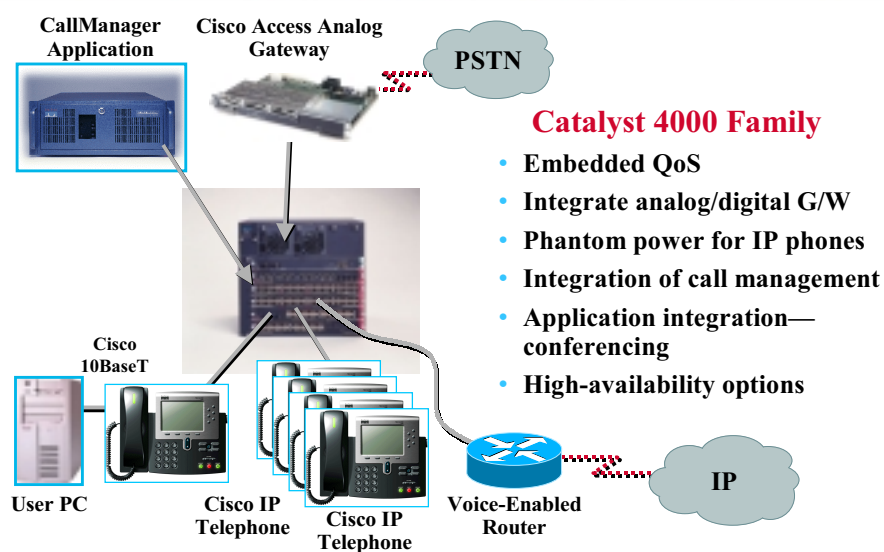 CallManager
Application
Cisco Access Analog
Gateway
PSTN
Catalyst 4000 Family
• Embedded QoS
• Integrate analog/digital G/W
• Phantom power for IP phones
• Integration of call management
• Application integration—
conferencing
• High-availability options
Cisco
10BaseT
User PC
Cisco IP
Telephone
Cisco IP
Telephone
Voice-Enabled
Router
IP